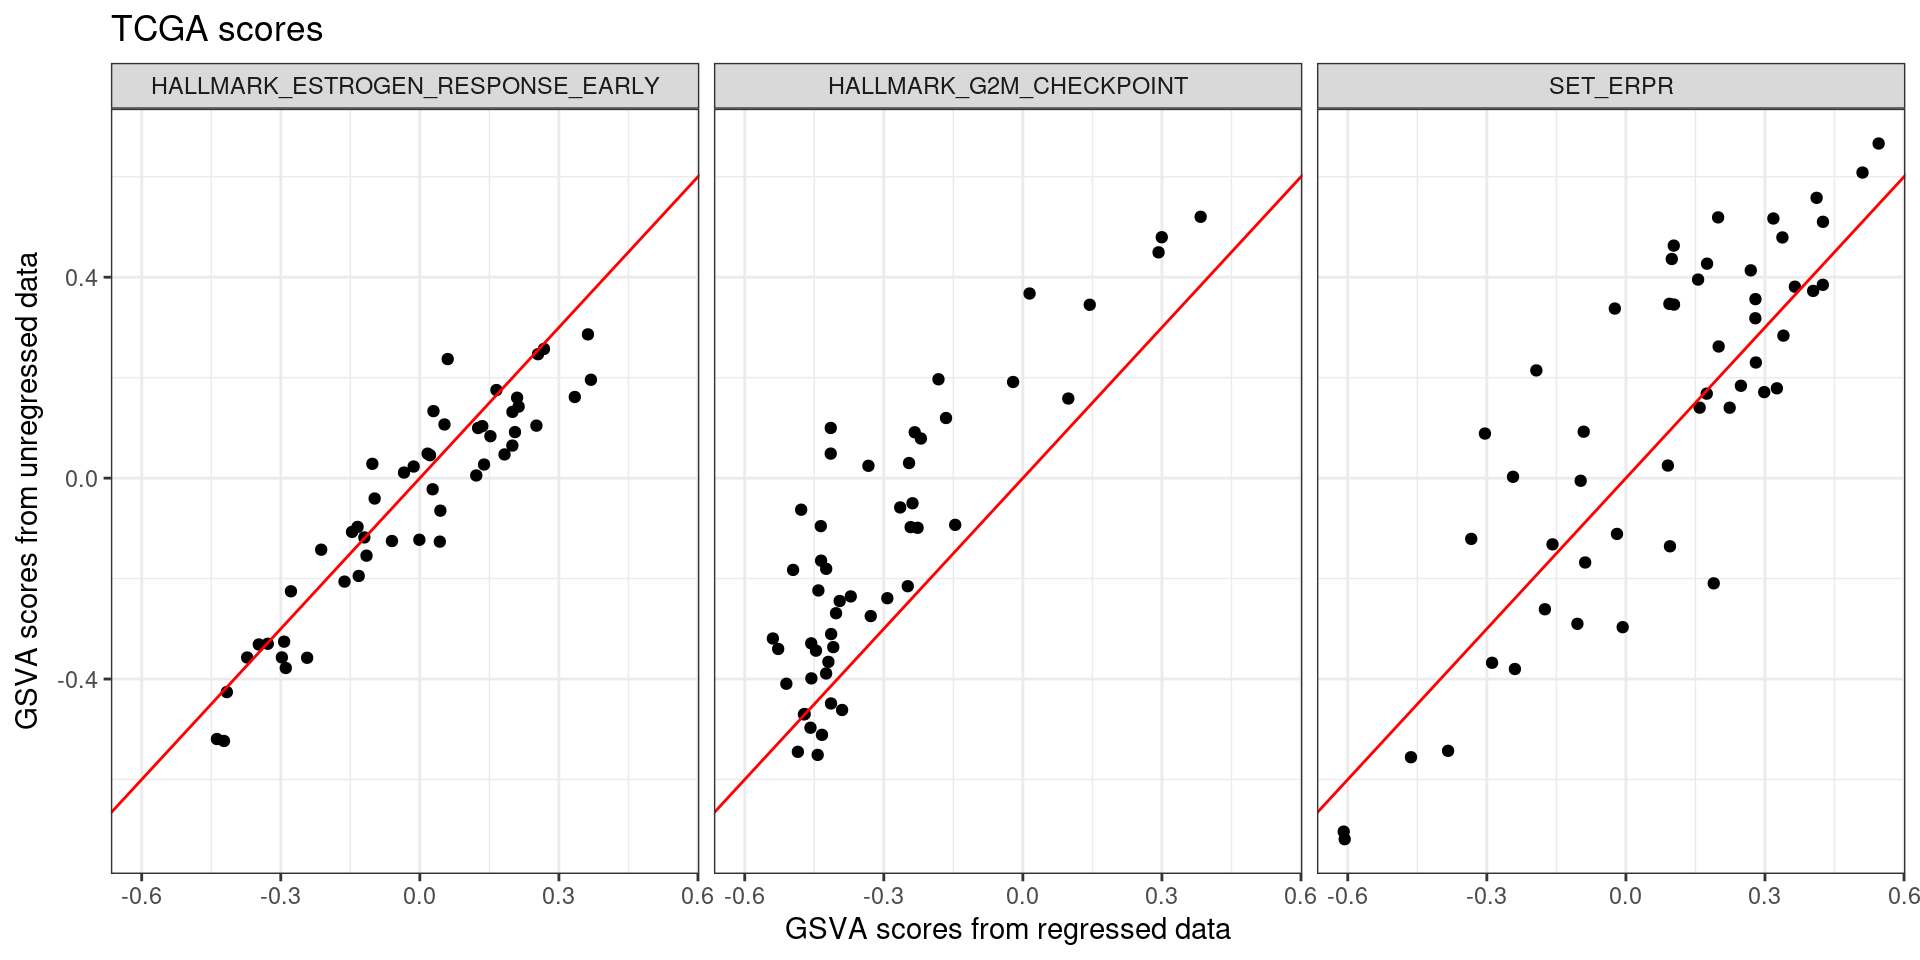 TCGA scores
HALLMARK_ESTROGEN_RESPONSE_EARLY
HALLMARK_G2M_CHECKPOINT
SET_ERPR
GSVA scores from unregressed data
0.4
0.0
-0.4
-0.6 -0.3 0.0 0.3 0.6
-0.6 -0.3 0.0 0.3 0.6
-0.6 -0.3 0.0 0.3 0.6
GSVA scores from regressed data